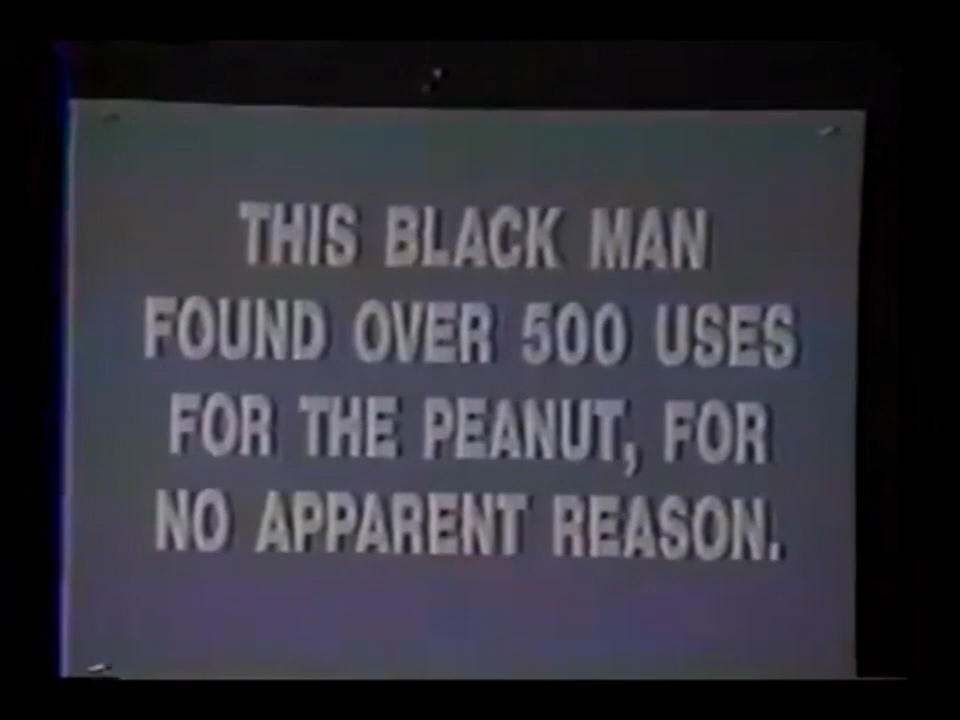 THIS BLACK MAN
FOUND OVER 500 USES
FOR THE PEANUT, FOR
NO APPARENT REASON.